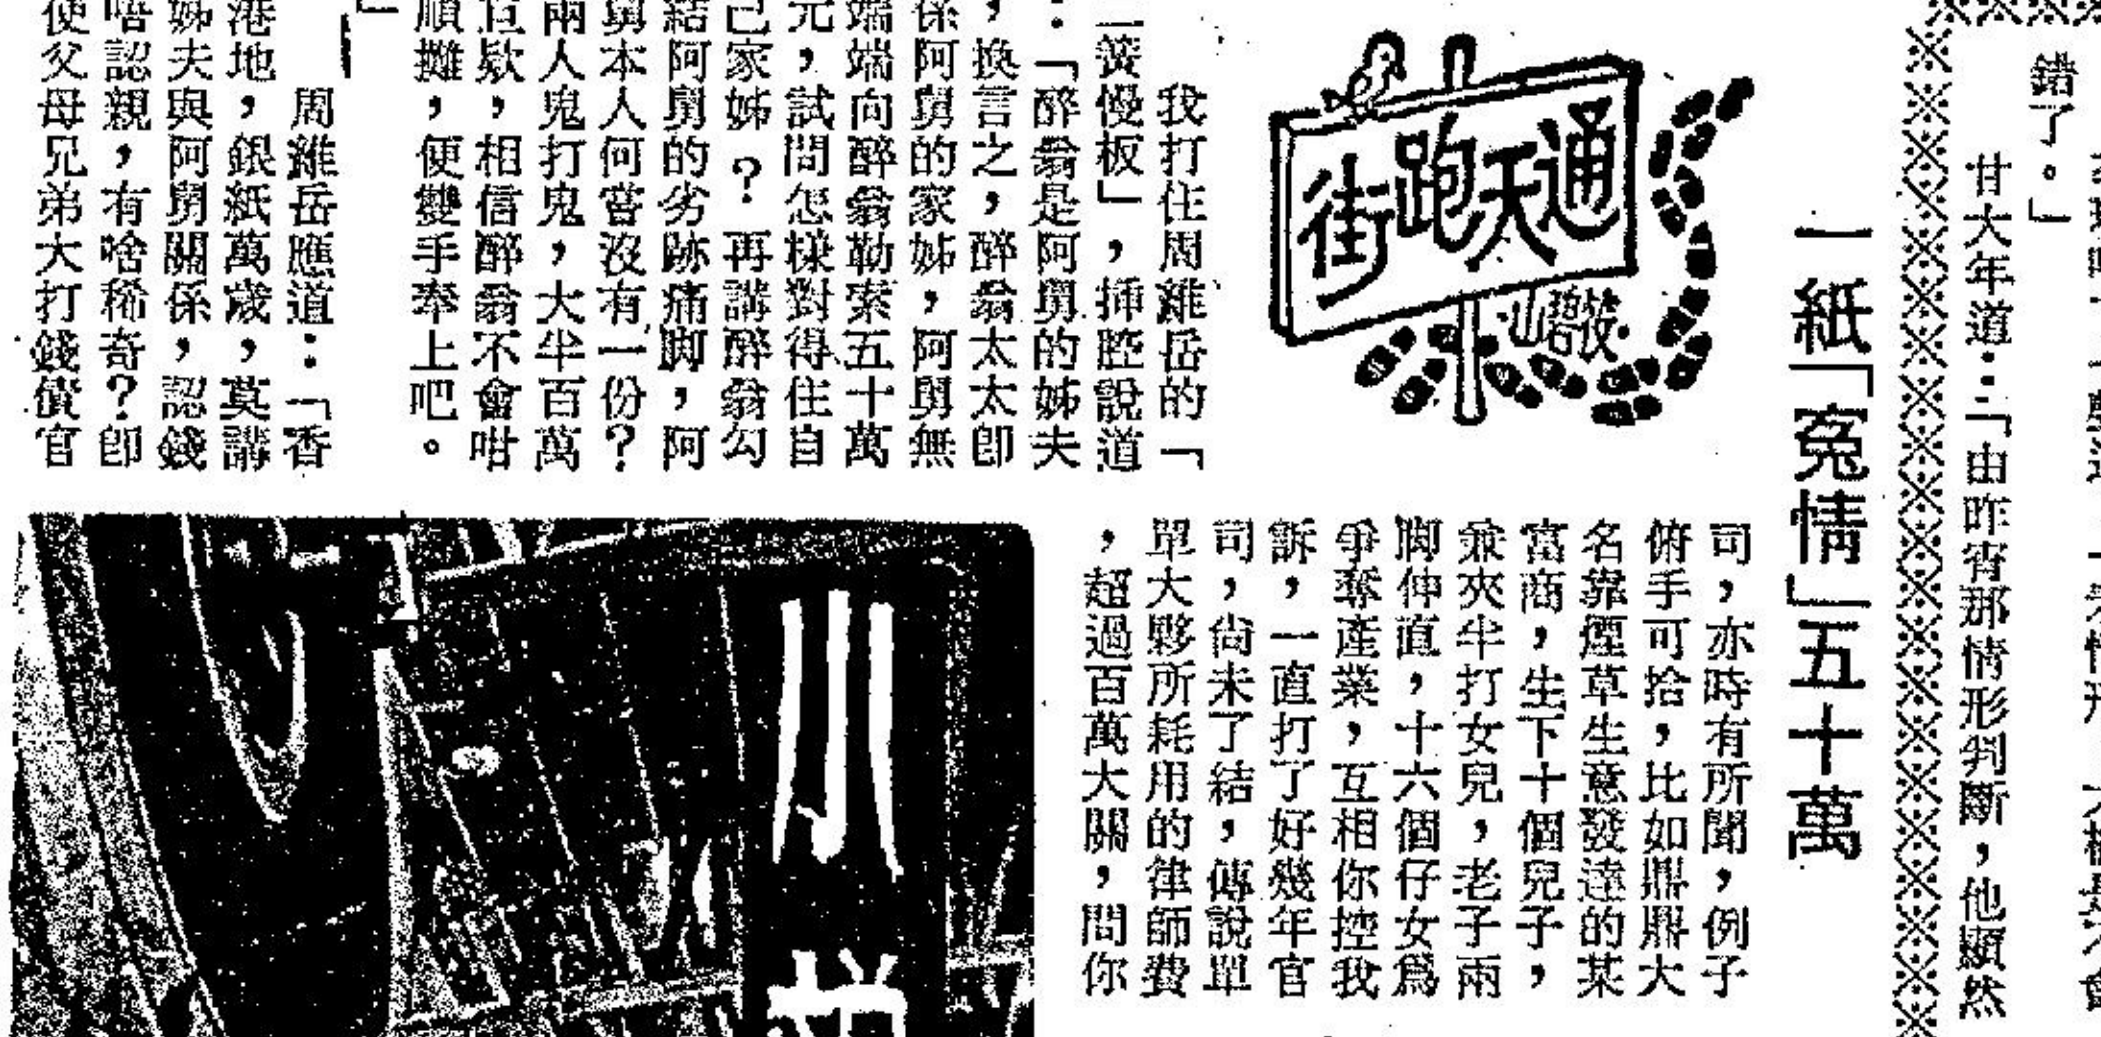 錯了。」
甘大年道：「由昨宵那情形判斷，他顯然
一紙「寃情」五十萬
通天跑街
我打住周維岳的「
二簧慢板」，揷腔說道
：「醉翁是阿舅的姊夫
，換言之，醉翁太太即
係阿舅的家姊，阿舅無
端端向醉翁勒索五十萬
元，試問怎樣對得住自
己家姊？再講醉翁勾
結阿舅的劣跡痛脚，阿
舅本人何嘗沒有一份？
兩人鬼打鬼，大半百萬
巨欵，相信醉翁不會咁
順攤，便雙手奉上吧。
」
周維岳應道：「香
港地，銀紙萬歲，莫講
姊夫與阿舅關係，認錢
唔認親，有啥稀奇？即
使父母兄弟大打錢債官
司，亦時有所聞，例子
俯手可拾，比如鼎鼎大
名靠煙草生意發達的某
富商，生下十個兒子，
兼夾半打女兒，老子兩
脚伸直，十六個仔女爲
爭奪產業，互相你控我
訴，一直打了好幾年官
司，尙未了結，傳說單
單大夥所耗用的律師費
，超過百萬大關，問你
小